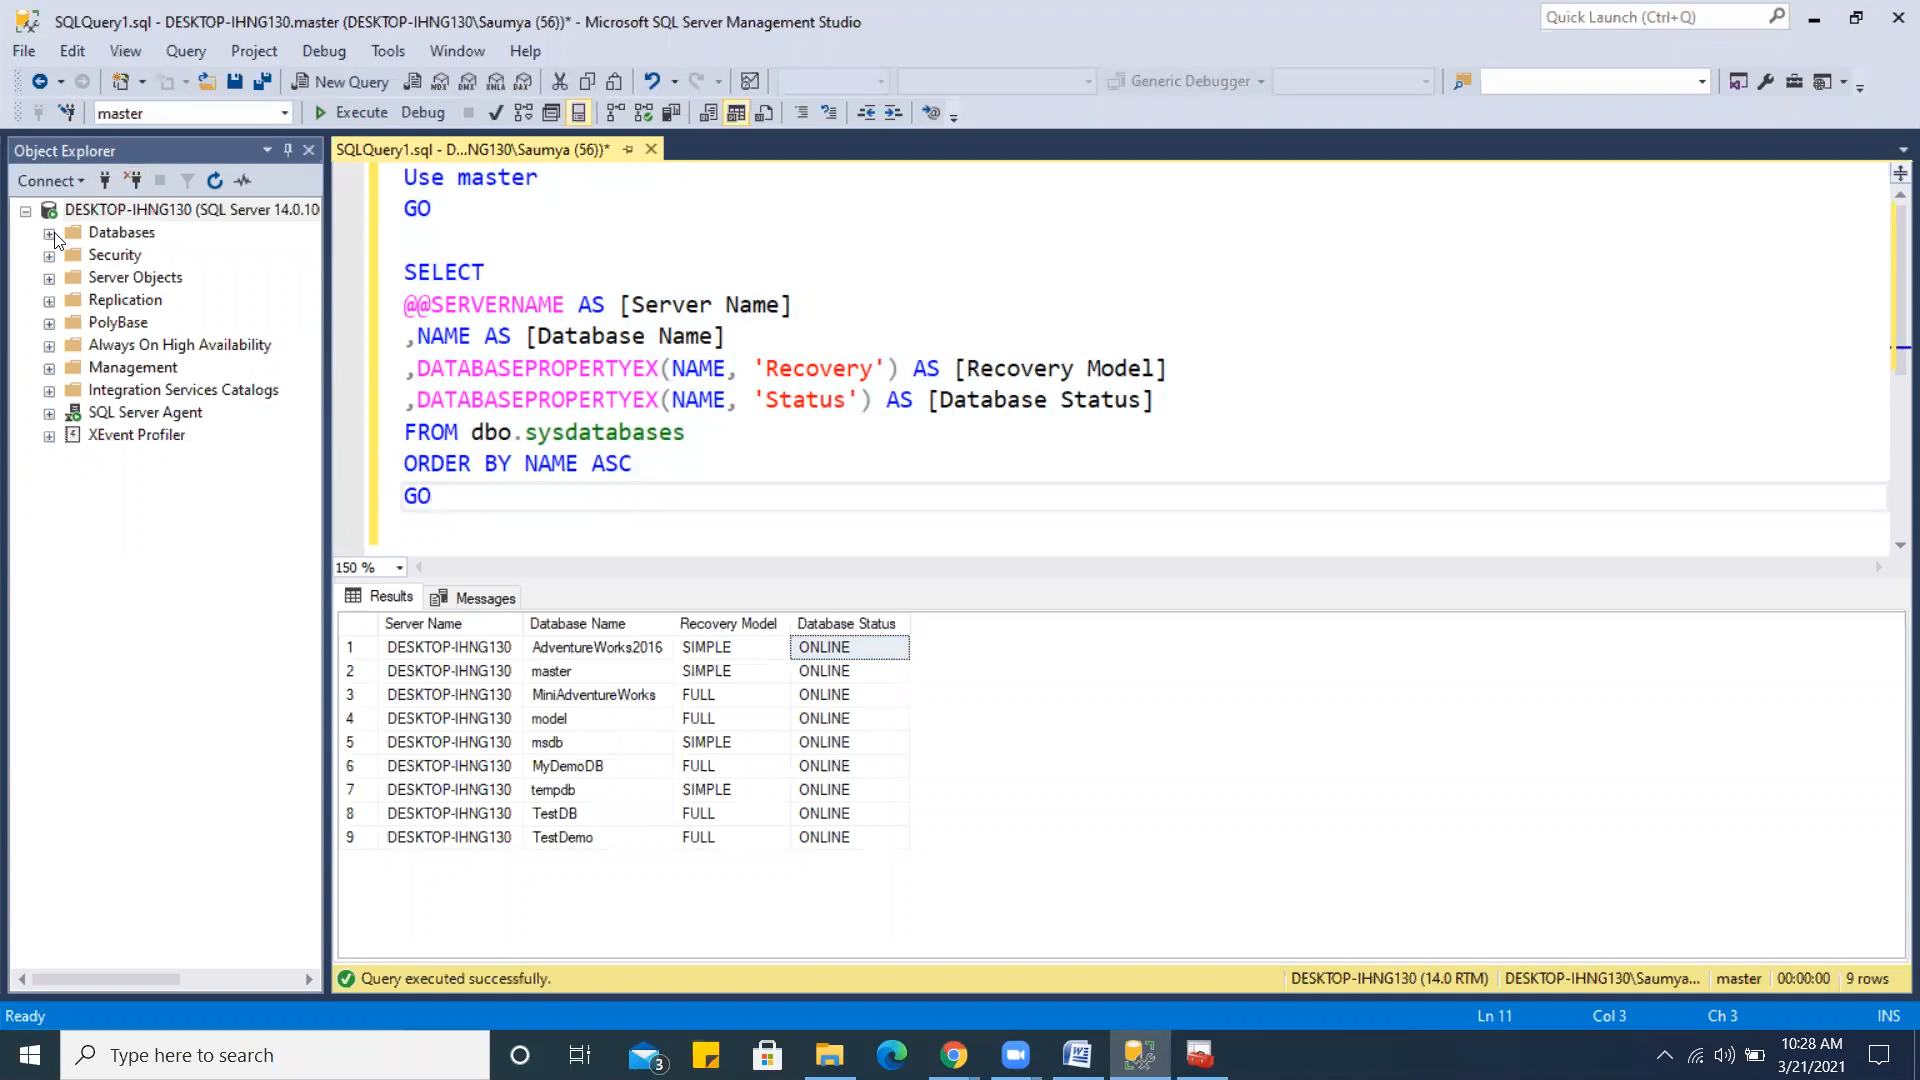 SQLQuery1.sql - DESKTOP-IHNG130.master (DESKTOP-IHNG130\Saumya (56))* - Microsoft SQL Server Management Studio
Quick Launch (Ctrl+Q)
File Edit View Query Project Debug Tools Window Help
New Query MDX DMX XMLA DAX Generic Debugger
master Execute Debug
Object Explorer
SQLQuery1.sql - D...NG130\Saumya (56))*
Connect
DESKTOP-IHNG130 (SQL Server 14.0.10
Databases
Security
Server Objects
Replication
PolyBase
Always On High Availability
Management
Integration Services Catalogs
SQL Server Agent
XEvent Profiler
Use master
GO
SELECT
@@SERVERNAME AS [Server Name]
,NAME AS [Database Name]
,DATABASEPROPERTYEX(NAME, 'Recovery') AS [Recovery Model]
,DATABASEPROPERTYEX(NAME, 'Status') AS [Database Status]
FROM dbo.sysdatabases
ORDER BY NAME ASC
GO
150 %
Results Messages
Server Name Database Name Recovery Model Database Status
1 DESKTOP-IHNG130 AdventureWorks2016 SIMPLE ONLINE
2 DESKTOP-IHNG130 master SIMPLE ONLINE
3 DESKTOP-IHNG130 MiniAdventureWorks FULL ONLINE
4 DESKTOP-IHNG130 model FULL ONLINE
5 DESKTOP-IHNG130 msdb SIMPLE ONLINE
6 DESKTOP-IHNG130 MyDemoDB FULL ONLINE
7 DESKTOP-IHNG130 tempdb SIMPLE ONLINE
8 DESKTOP-IHNG130 TestDB FULL ONLINE
9 DESKTOP-IHNG130 TestDemo FULL ONLINE
Query executed successfully. DESKTOP-IHNG130 (14.0 RTM) DESKTOP-IHNG130\Saumya... master 00:00:00 9 rows
Ready Ln 11 Col 3 Ch 3 INS
Type here to search
3
10:28 AM
3/21/2021